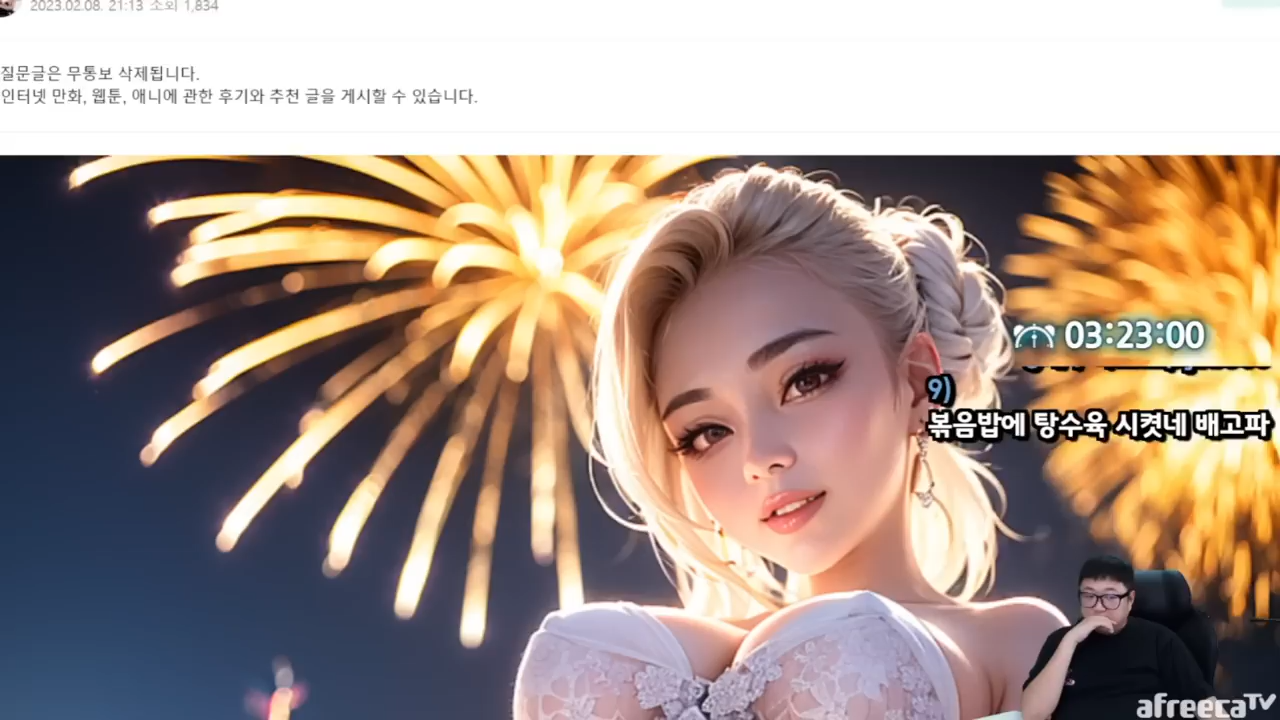 2023.02.08. 21:13 조회 1,834
질문글은 무통보 삭제됩니다.
인터넷 만화, 웹툰, 애니에 관한 후기와 추천 글을 게시할 수 있습니다.
03:23:00
9)
볶음밥에 탕수육 시켯네 배고파
afreecaTV